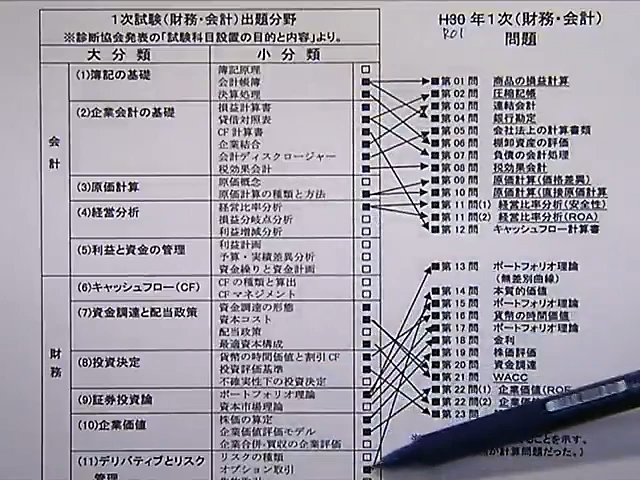 1次試験(財務・会計)出題分野
※診断協会発表の「試験科目設置の目的と内容」より。
大分類 小分類
会計
(1)簿記の基礎
簿記原理 □
会計帳簿 ■
決算処理 ■
(2)企業会計の基礎
損益計算書 ■
貸借対照表 ■
CF計算書 ■
企業結合 ■
会計ディスクロージャー ■
税効果会計 ■
(3)原価計算
原価概念 □
原価計算の種類と方法 ■
(4)経営分析
経営比率分析 ■
損益分岐点分析 □
利益増減分析 □
(5)利益と資金の管理
利益計画 □
予算・実績差異分析 □
資金繰りと資金計画 □
財務
(6)キャッシュフロー(CF)
CFの種類と算出 □
CFマネジメント □
(7)資金調達と配当政策
資金調達の形態 ■
資本コスト ■
配当政策 □
最適資本構成 ■
(8)投資決定
貨幣の時間価値と割引CF ■
投資評価基準 ■
不確実性下の投資決定 □
(9)証券投資論
ポートフォリオ理論 ■
資本市場理論 □
(10)企業価値
株価の算定 ■
企業価値評価モデル ■
企業合併・買収の企業評価 □
(11)デリバティブとリスク管理
リスクの種類 □
オプション取引 ■
H30年1次(財務・会計)
R01
問題
■第01問 商品の損益計算
■第02問 圧縮記帳
■第03問 連結会計
■第04問 銀行勘定
■第05問 会社法上の計算書類
■第06問 棚卸資産の評価
■第07問 負債の会計処理
■第08問 税効果会計
■第09問 原価計算(価格差異)
■第10問 原価計算(直接原価計算
■第11問(1) 経営比率分析(安全性)
■第11問(2) 経営比率分析(ROA)
■第12問 キャッシュフロー計算書
■第13問 ポートフォリオ理論
(無差別曲線)
■第14問 本質的価値
■第15問 ポートフォリオ理論
■第16問 貨幣の時間価値
■第17問 ポートフォリオ理論
■第18問 金利
■第19問 株価評価
■第20問 資金調達
■第21問 WACC
■第22問(1) 企業価値(ROE
■第22問(2) 企業価
■第23
ることを示す。
が計算問題だった。)